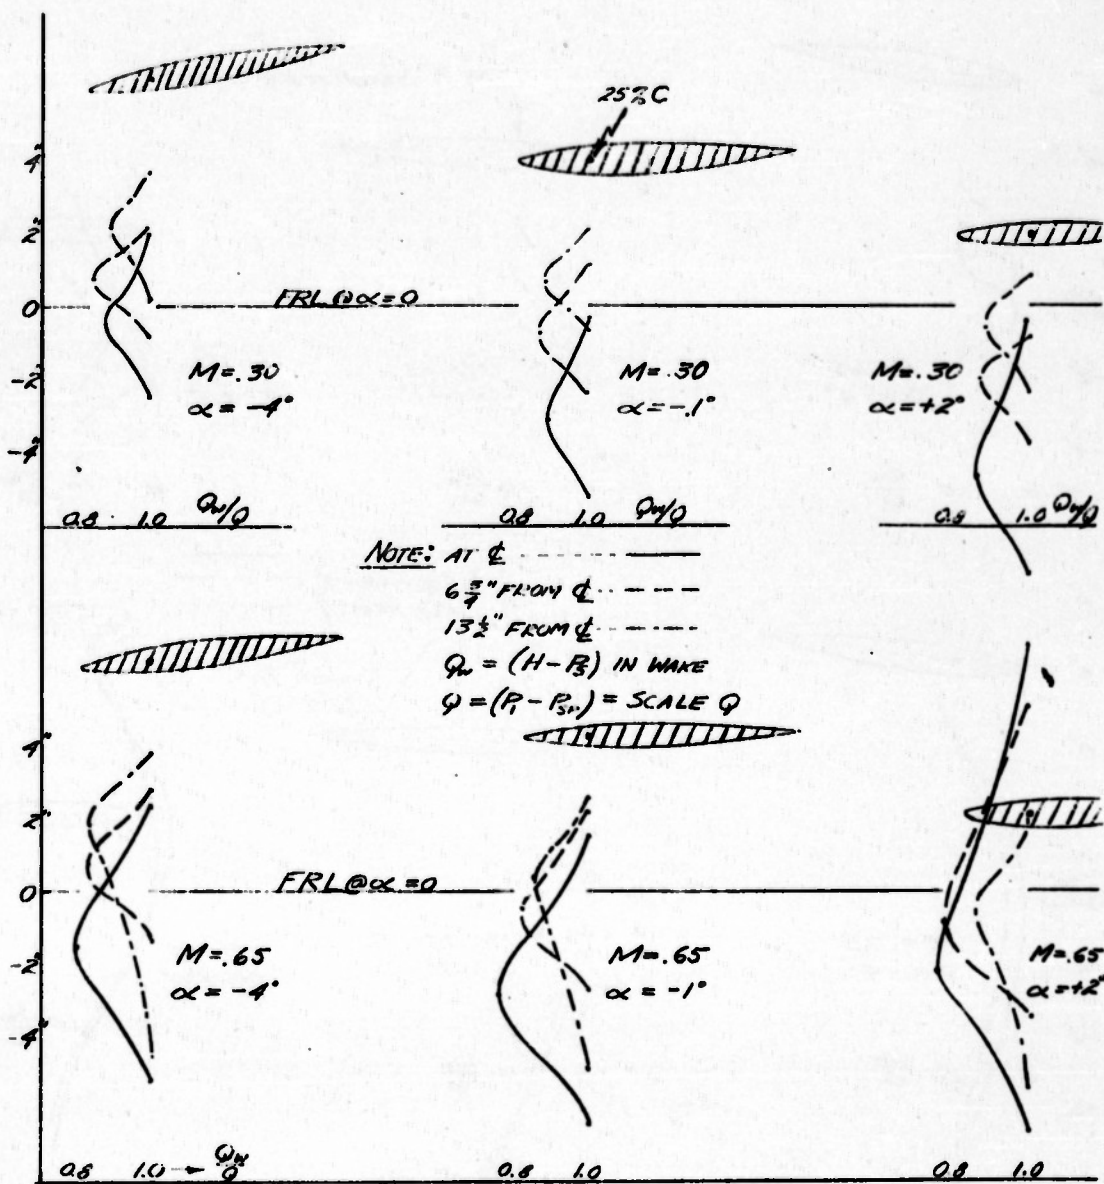 25%C
4"
2"
0
-2"
-4"
FRL @ α=0
M=.30
α = -4°
M=.30
α = -.1°
M=.30
α=+2°
0.8 1.0 Qw/Q
0.8 1.0 Qw/Q
0.8 1.0 Qw/Q
NOTE: AT ℄
6 3/4" FROM ℄
13 1/2" FROM ℄
Qw = (H - Ps) IN WAKE
Q = (P1 - Psp) = SCALE Q
4"
2"
0
-2"
-4"
FRL @ α =0
M=.65
α = -4°
M=.65
α = -1°
M=.65
α=+2°
0.8 1.0 → Qw/Q
0.8 1.0
0.8 1.0